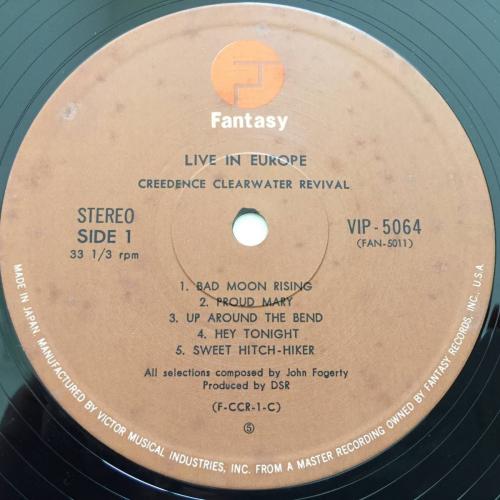 Fantasy
LIVE IN EUROPE
CREEDENCE CLEARWATER REVIVAL
STEREO
SIDE 1
33 1/3 rpm
VIP-5064
(FAN-5011)
1. BAD MOON RISING
2. PROUD MARY
3. UP AROUND THE BEND
4. HEY TONIGHT
5. SWEET HITCH-HIKER
All selections composed by John Fogerty
Produced by DSR
(F-CCR-1-C)
⑤
MADE IN JAPAN. MANUFACTURED BY VICTOR MUSICAL INDUSTRIES, INC. FROM A MASTER RECORDING OWNED BY FANTASY RECORDS, INC. U.S.A.